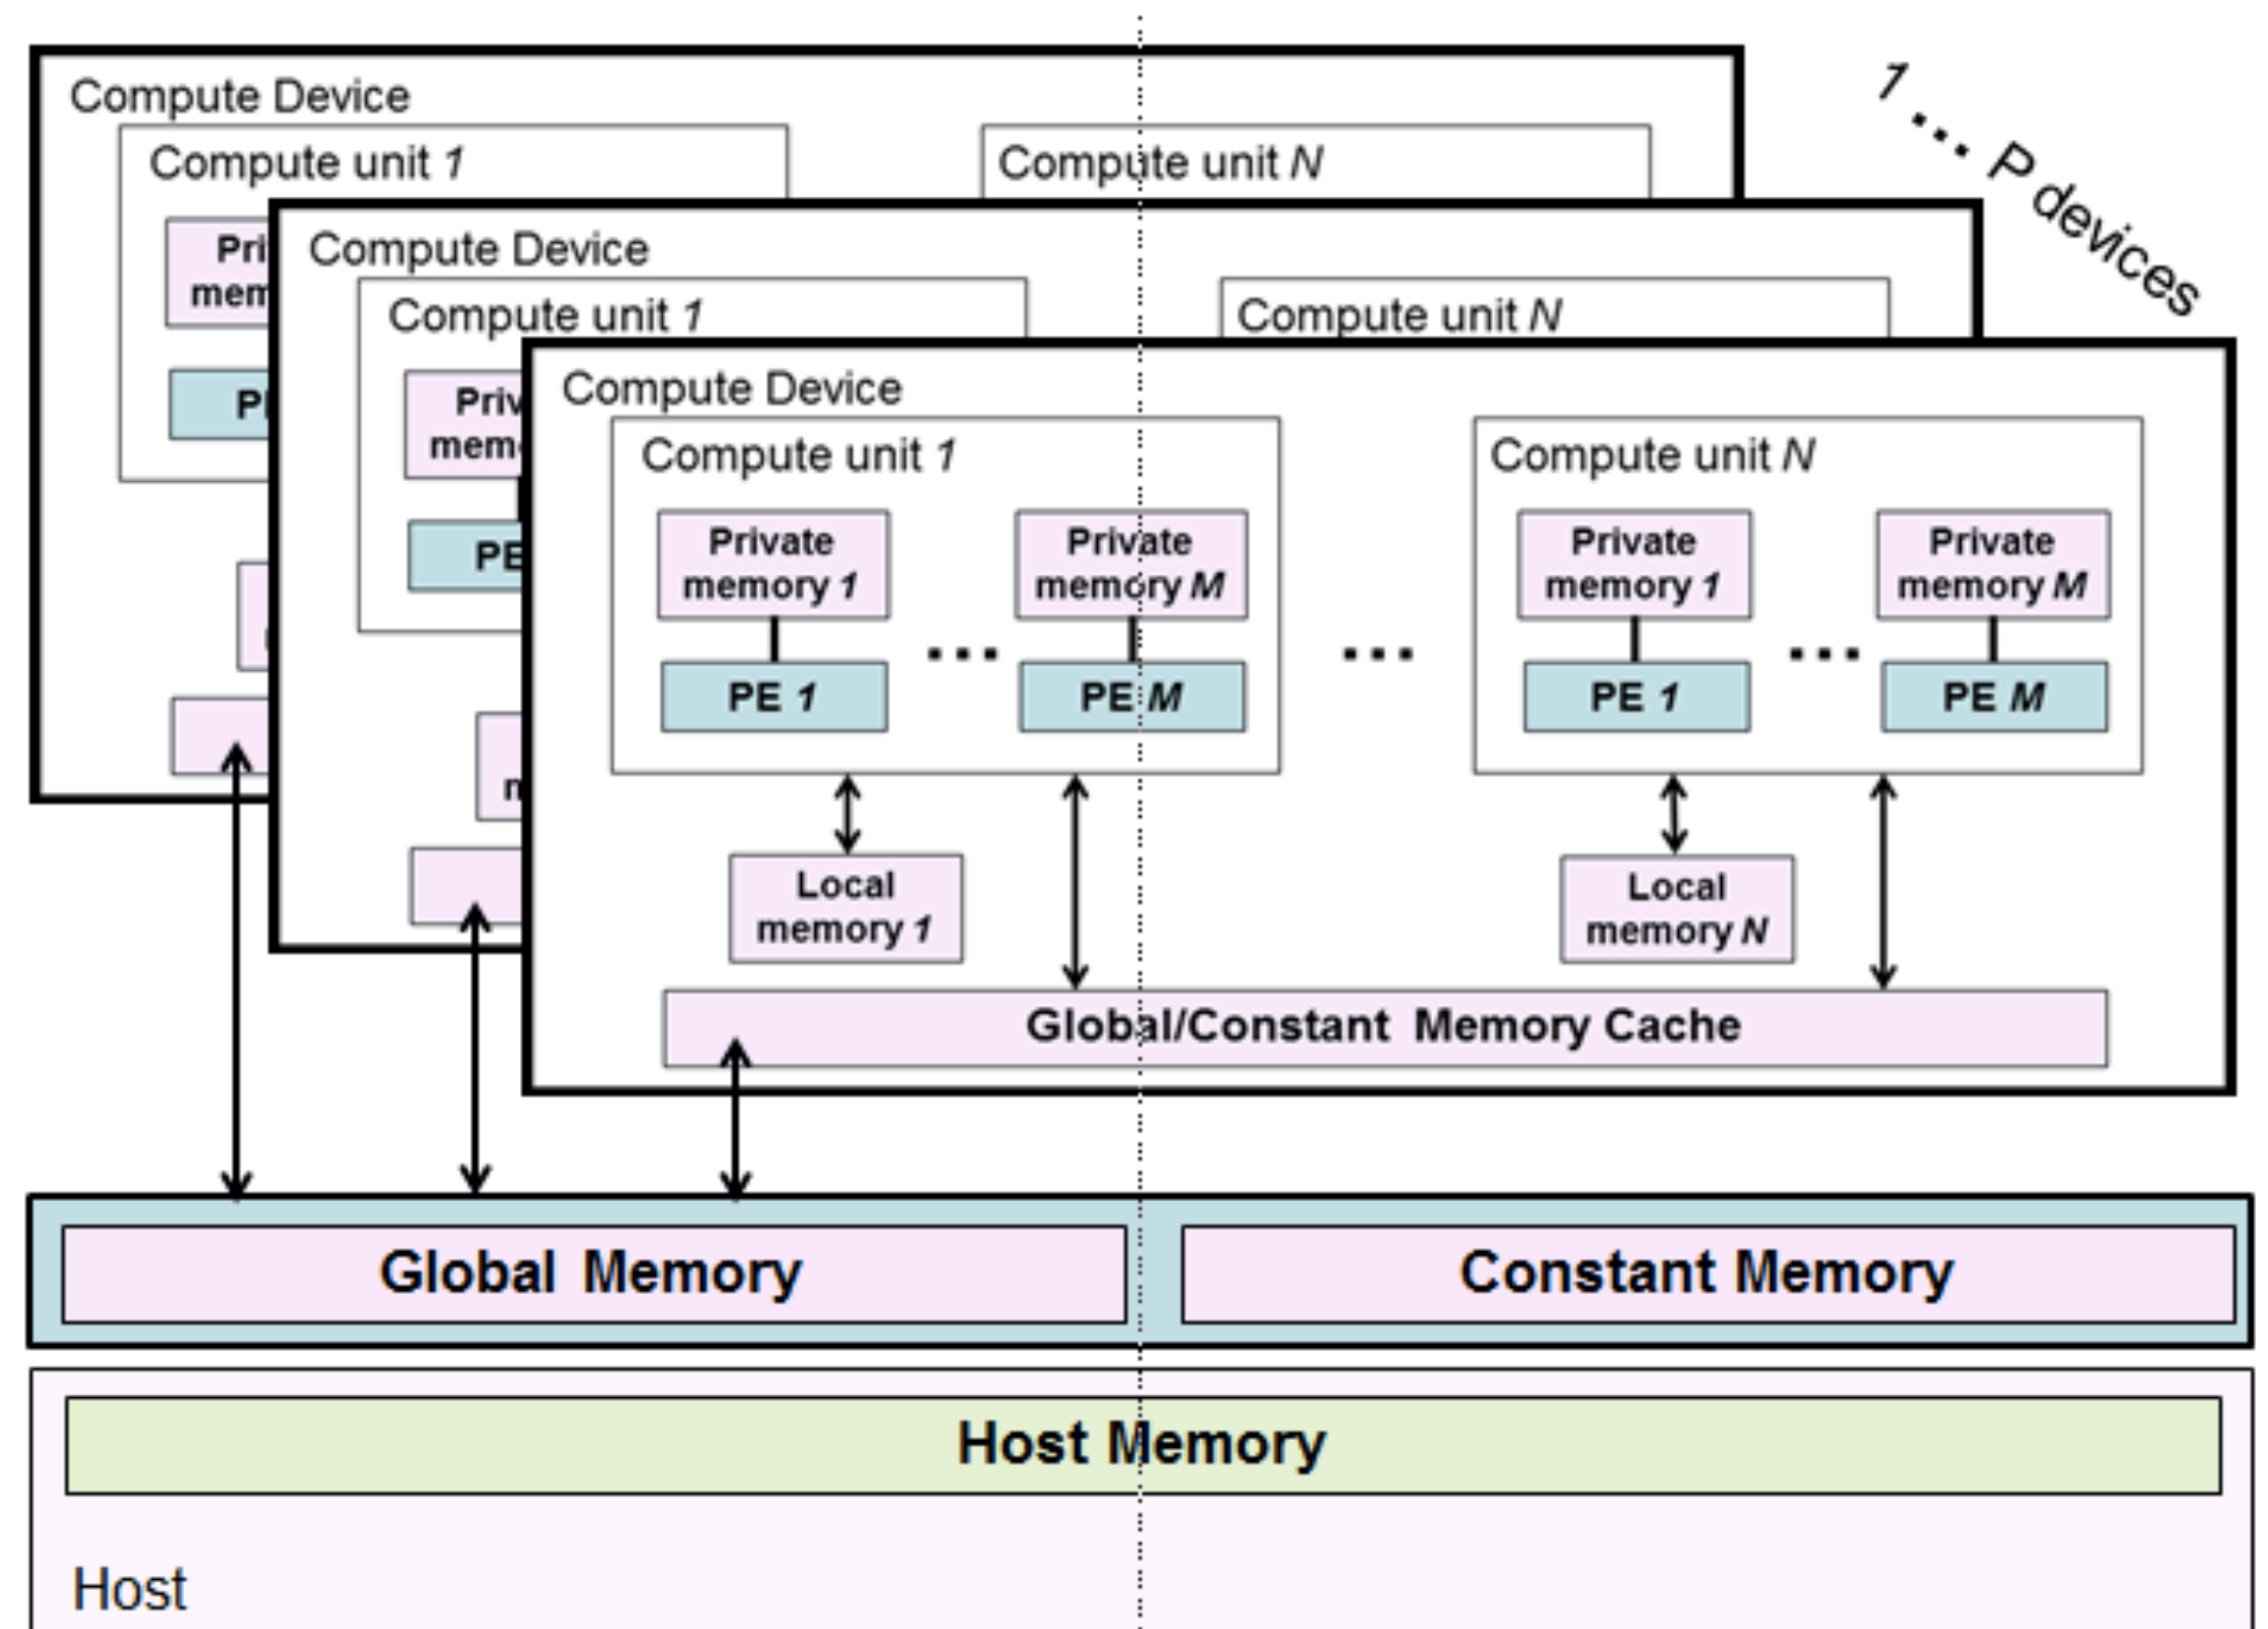 1 ... P devices
Compute Device
Compute unit 1
Compute unit N
Compute Device
Compute unit 1
Compute unit N
Compute Device
Compute unit 1
Compute unit N
Private
memory 1
Private
memory M
Private
memory 1
Private
memory M
...
...
...
PE 1
PE M
PE 1
PE M
Local
memory 1
Local
memory N
Global/Constant Memory Cache
Global Memory
Constant Memory
Host Memory
Host